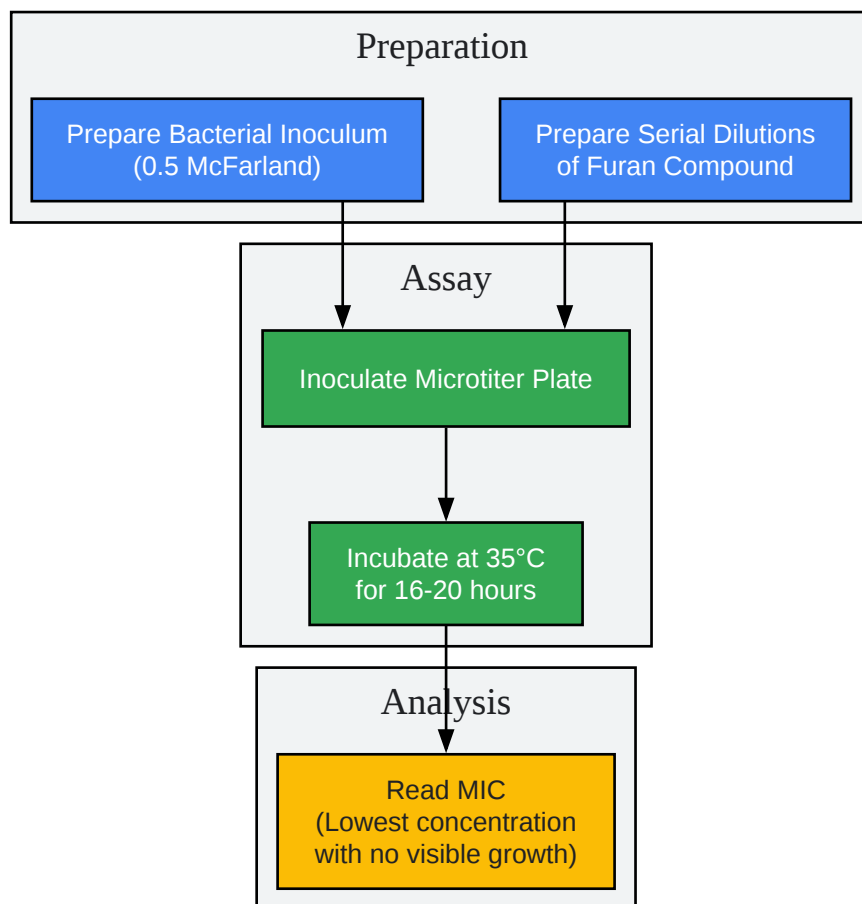 Preparation
Prepare Bacterial Inoculum
(0.5 McFarland)
Prepare Serial Dilutions
of Furan Compound
Assay
Inoculate Microtiter Plate
Incubate at 35°C
for 16-20 hours
Analysis
Read MIC
(Lowest concentration
with no visible growth)